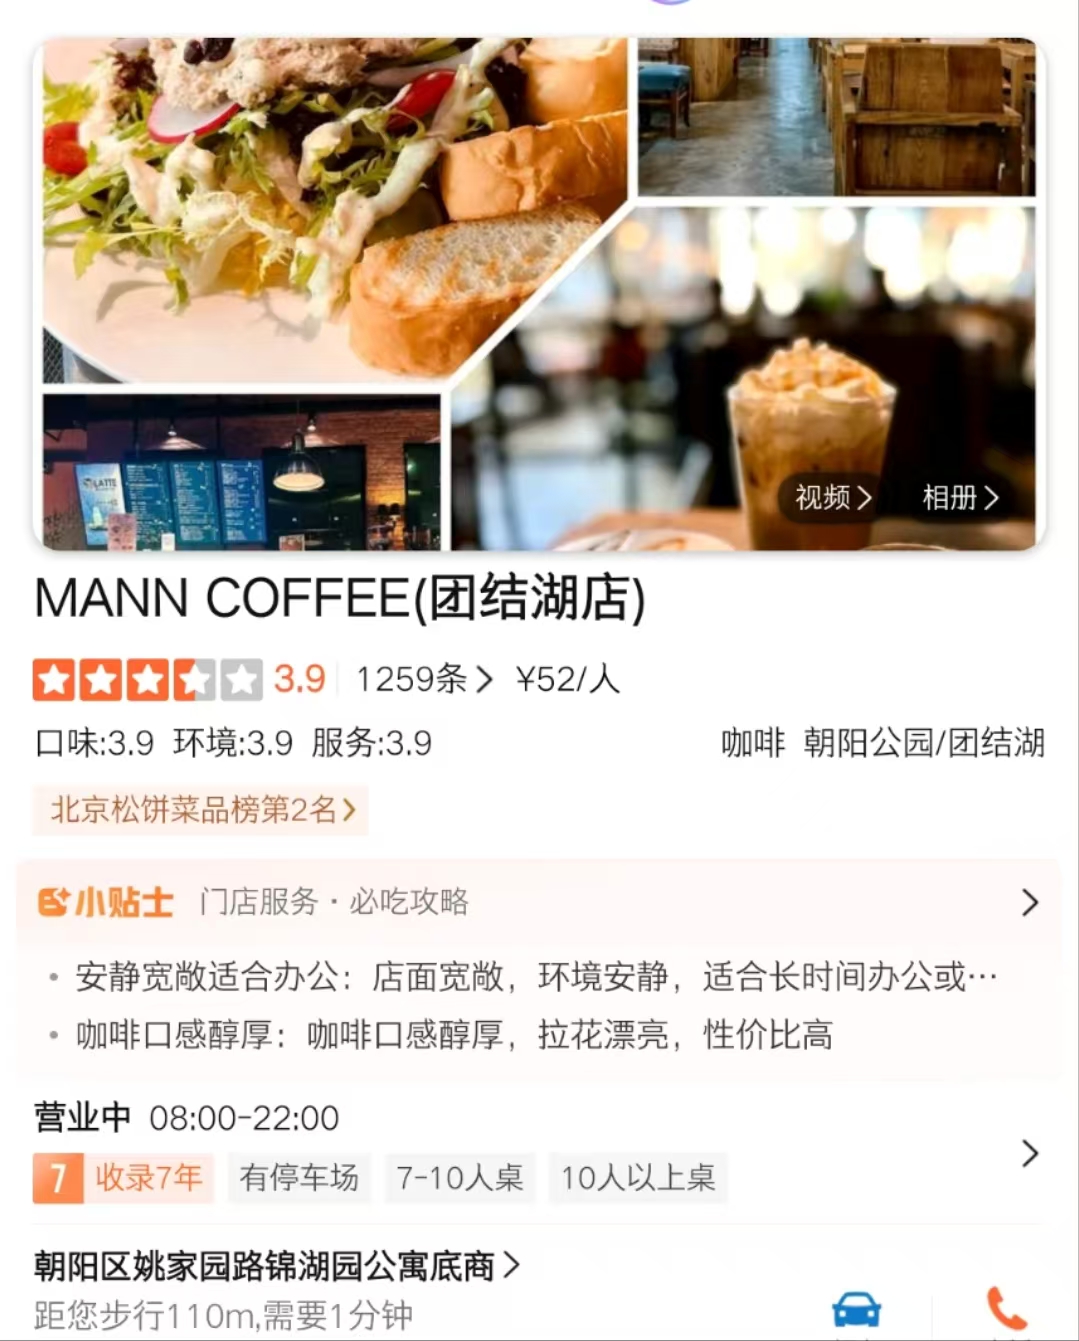 LATTE
视频 相册
MANN COFFEE(团结湖店)
3.9 1259条 ¥52/人
口味:3.9 环境:3.9 服务:3.9 咖啡 朝阳公园/团结湖
北京松饼菜品榜第2名
小贴士 门店服务·必吃攻略
• 安静宽敞适合办公：店面宽敞，环境安静，适合长时间办公或…
• 咖啡口感醇厚：咖啡口感醇厚，拉花漂亮，性价比高
营业中 08:00-22:00
7 收录7年 有停车场 7-10人桌 10人以上桌
朝阳区姚家园路锦湖园公寓底商
距您步行110m,需要1分钟